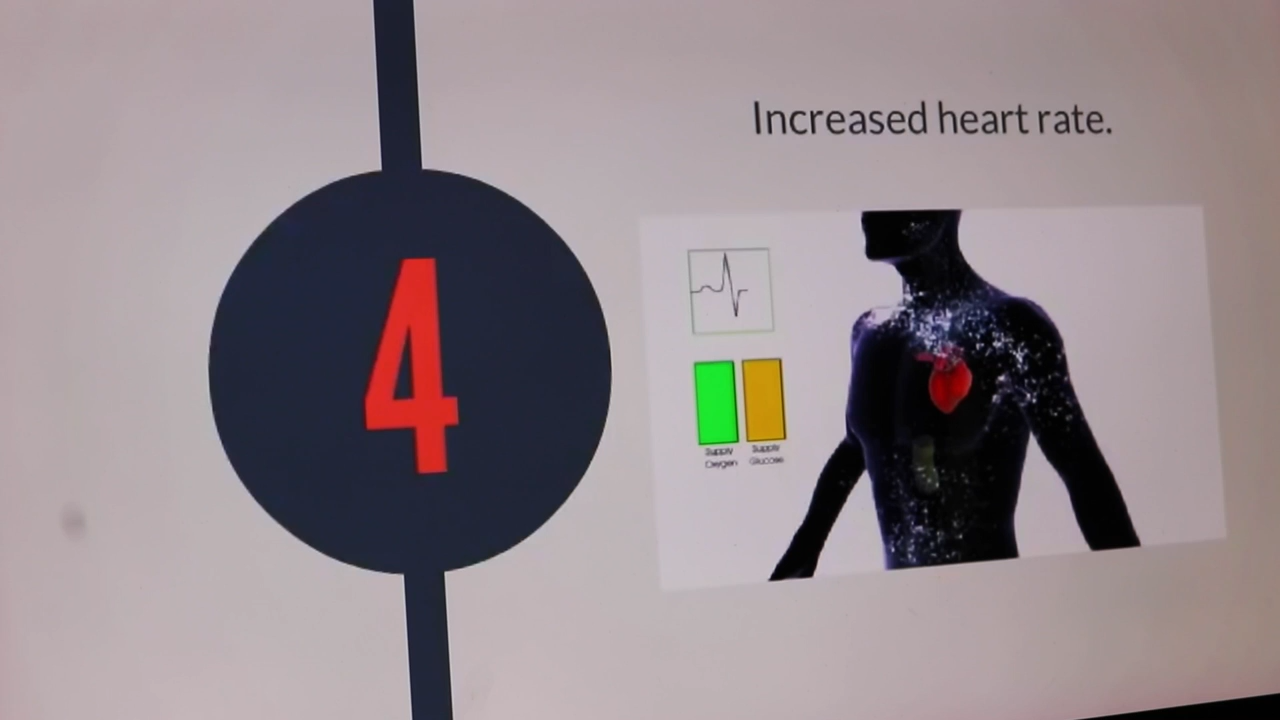 4
Increased heart rate.
Supply
Oxygen
Supply
Glucose